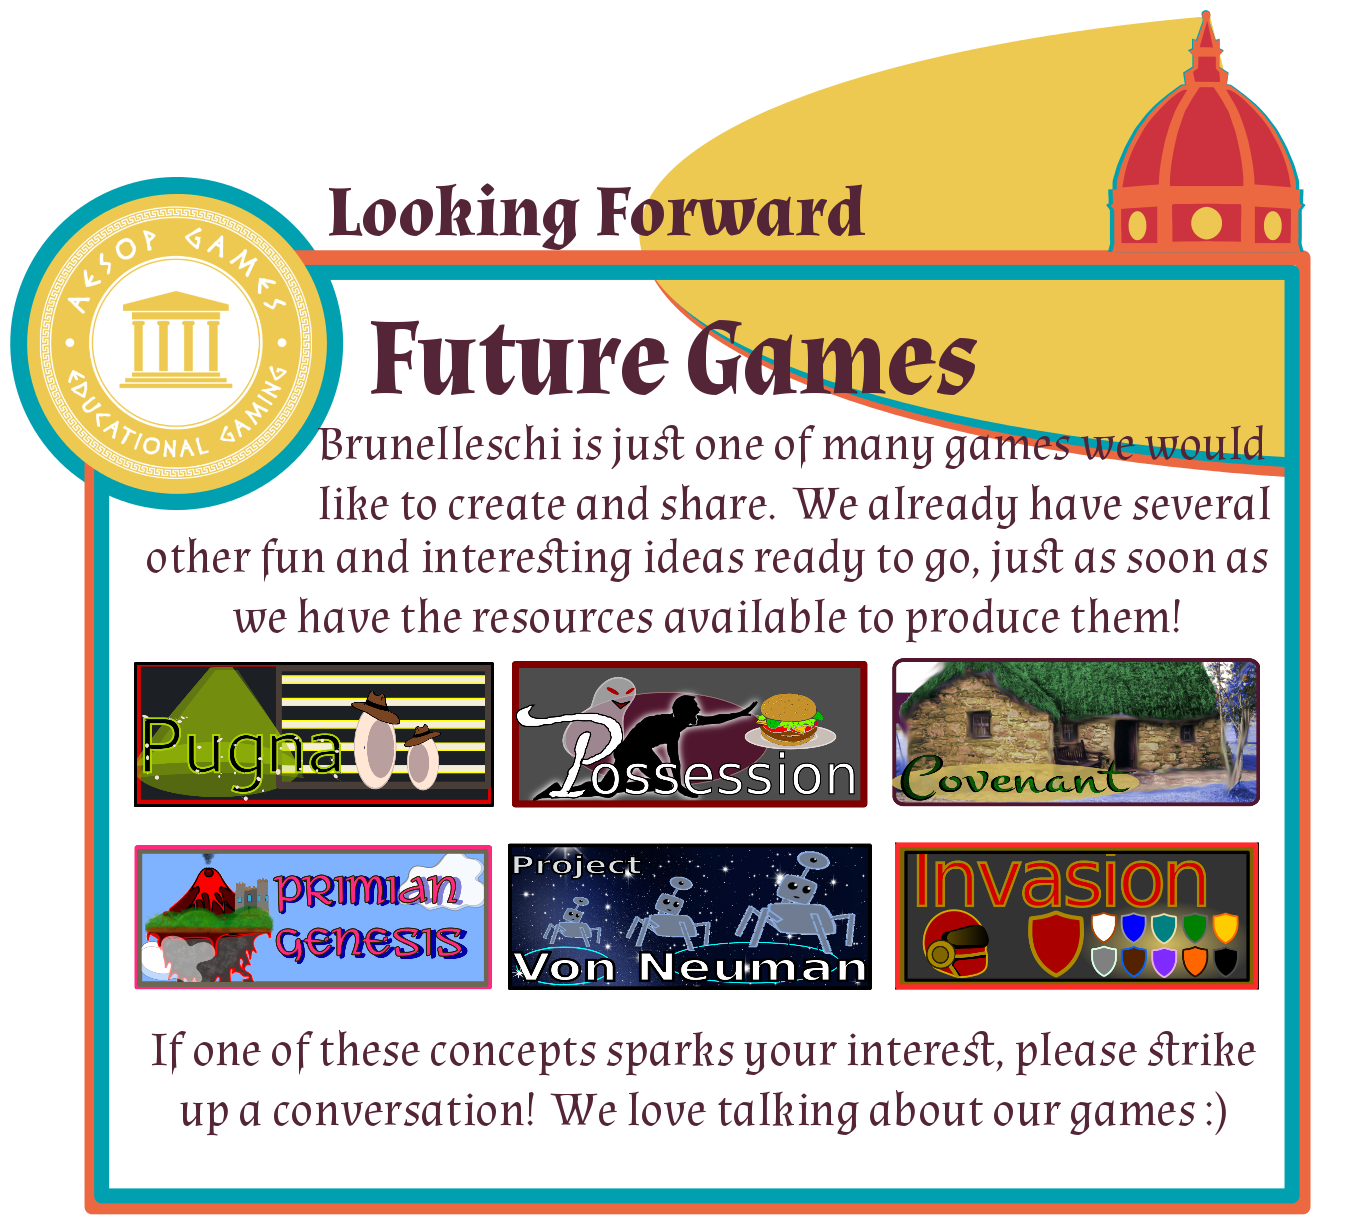 Looking Forward
AESOP GAMES
EDUCATIONAL GAMING
Future Games
Brunelleschi is just one of many games we would
like to create and share. We already have several
other fun and interesting ideas ready to go, just as soon as
we have the resources available to produce them!
Pugna
Possession
Covenant
PRIMIAN
GENESIS
Project
Von Neuman
Invasion
If one of these concepts sparks your interest, please strike
up a conversation! We love talking about our games :)